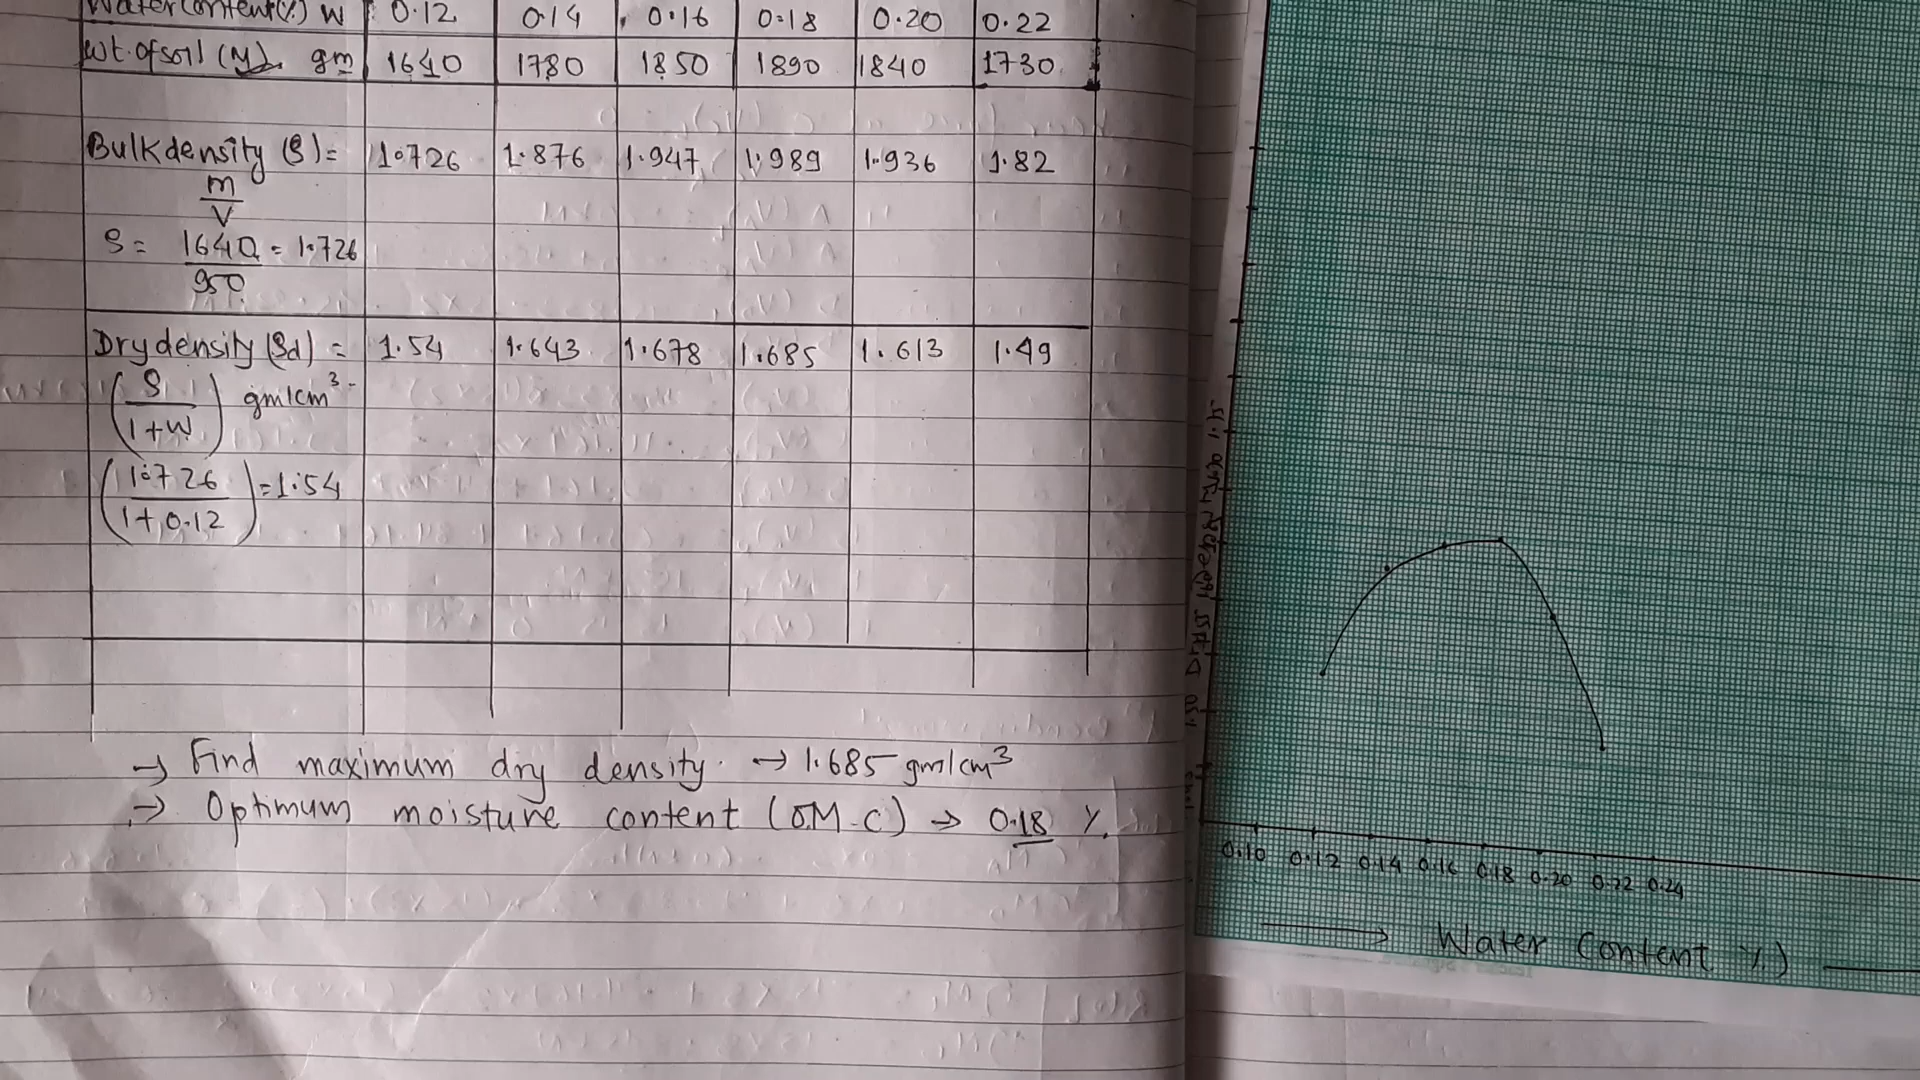 Water Content(%) W 0.12 0.14 0.16 0.18 0.20 0.22
Wt. of soil (M) gm 1640 1780 1850 1890 1840 1730
Bulk density (ρ) = 1.726 1.876 1.947 1.989 1.936 1.82
m
V
ρ = 1640 = 1.726
950
Dry density (ρd) = 1.54 1.643 1.678 1.685 1.613 1.49
(ρ / 1+W) gm/cm³
(1.726 / 1+0.12) = 1.54
→ Find maximum dry density. → 1.685 gm/cm³
→ Optimum moisture content (O.M.C) → 0.18 %.
1.50
0.10 0.12 0.14 0.16 0.18 0.20 0.22 0.24
→ Water Content %)